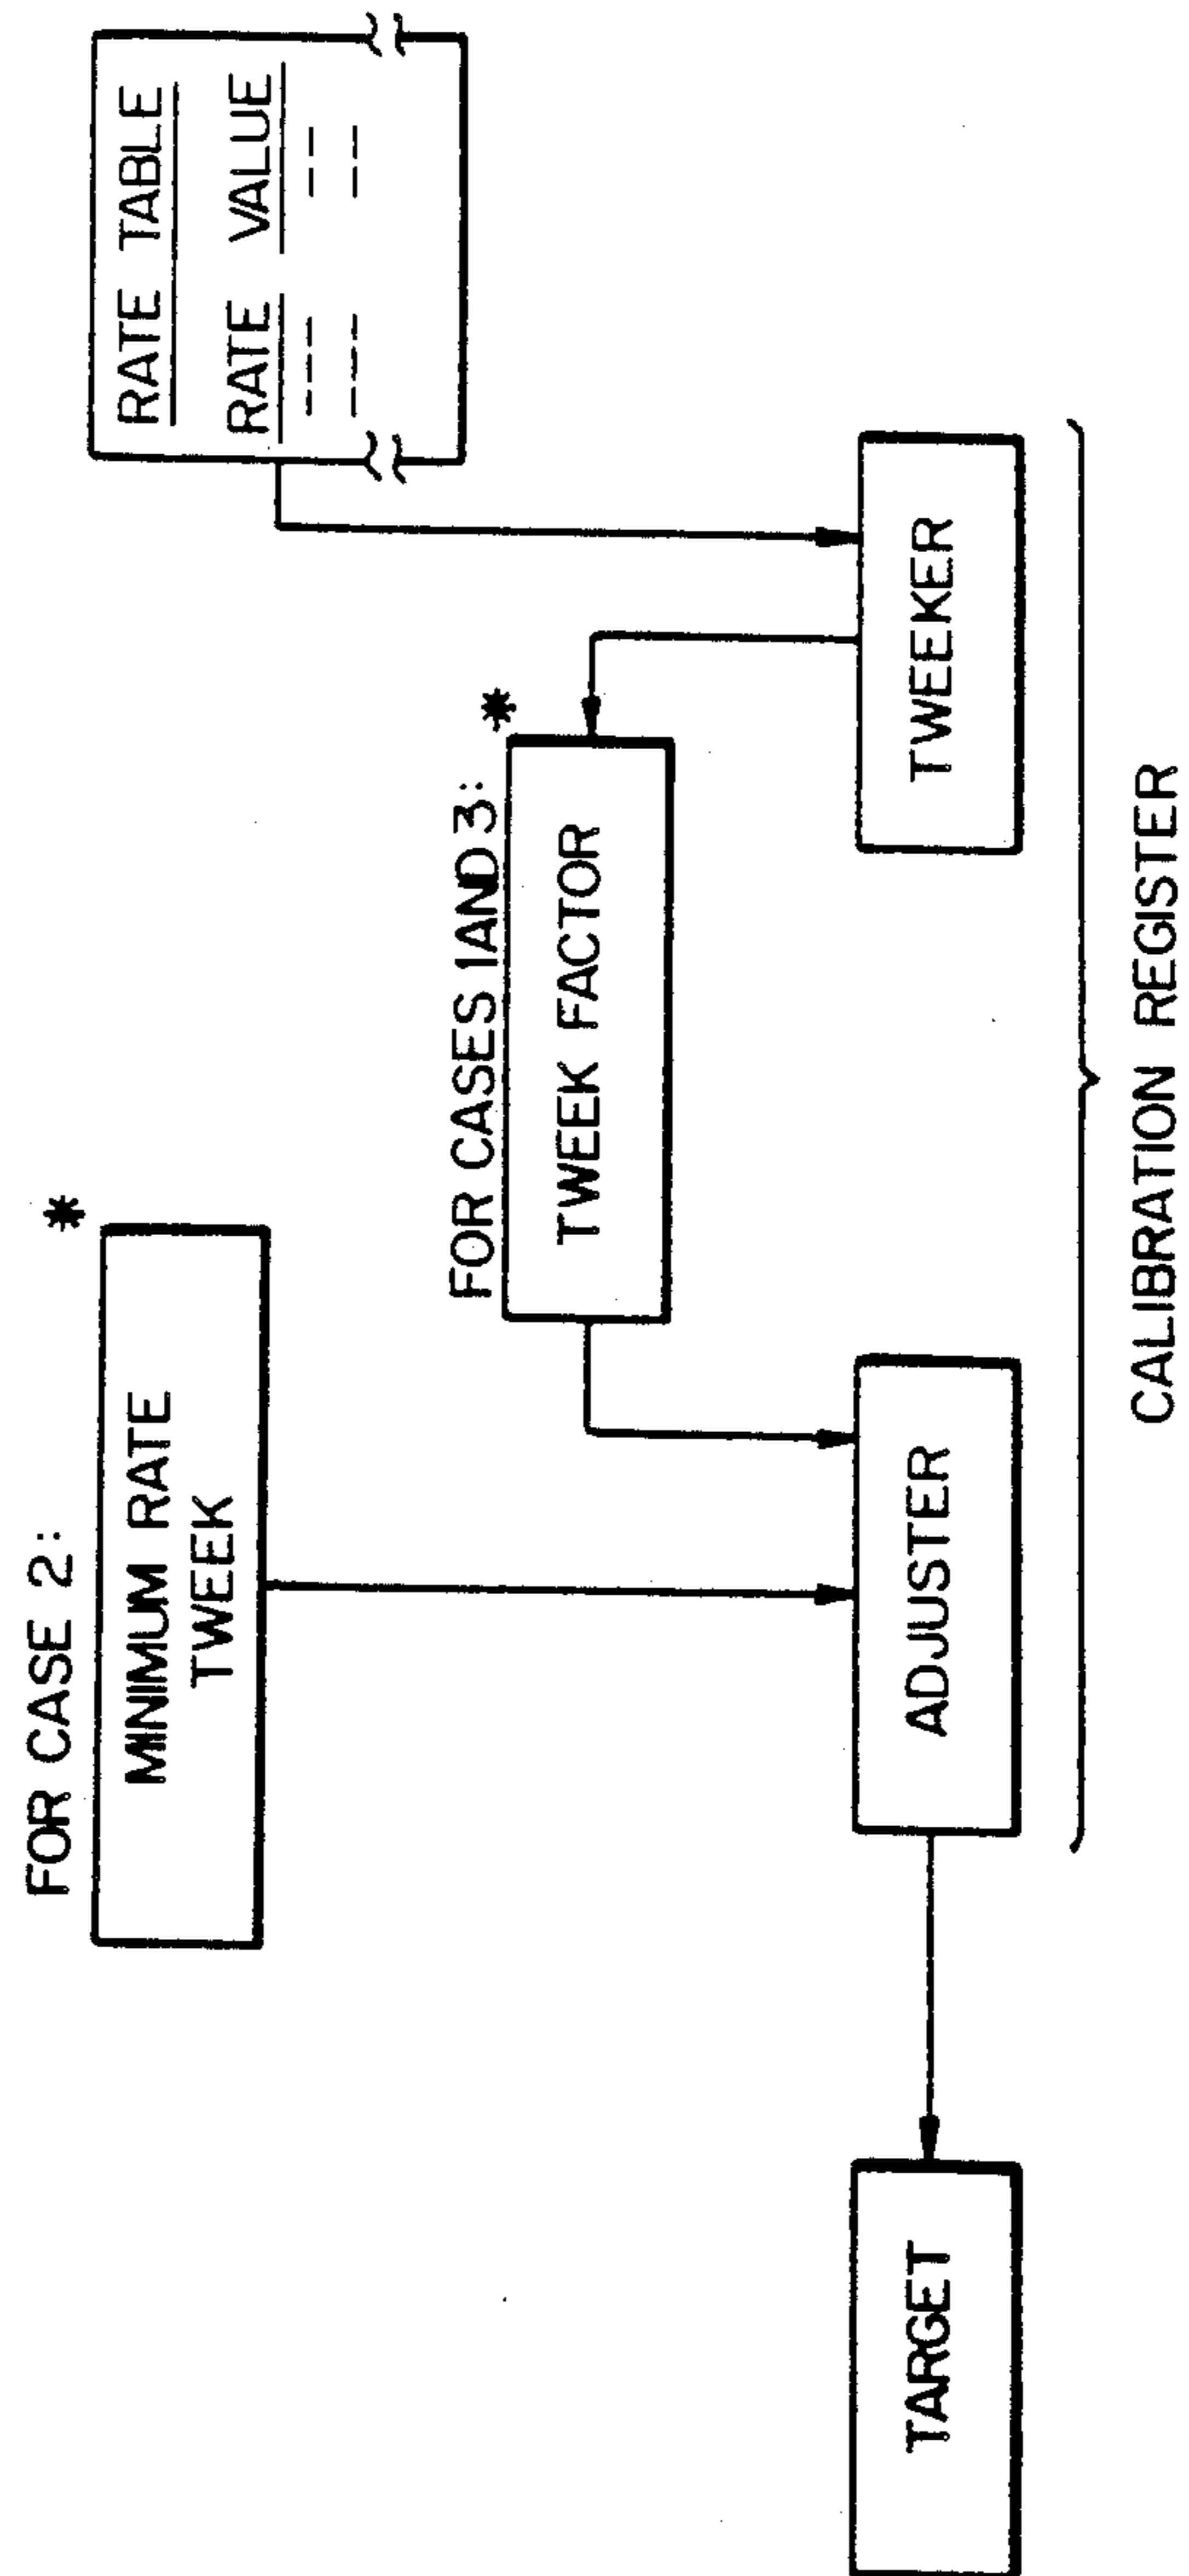 FOR CASE 2:
*
MINIMUM RATE
TWEEK
RATE TABLE
RATE VALUE
FOR CASES 1AND 3:
*
TWEEK FACTOR
TARGET
ADJUSTER
TWEEKER
CALIBRATION REGISTER